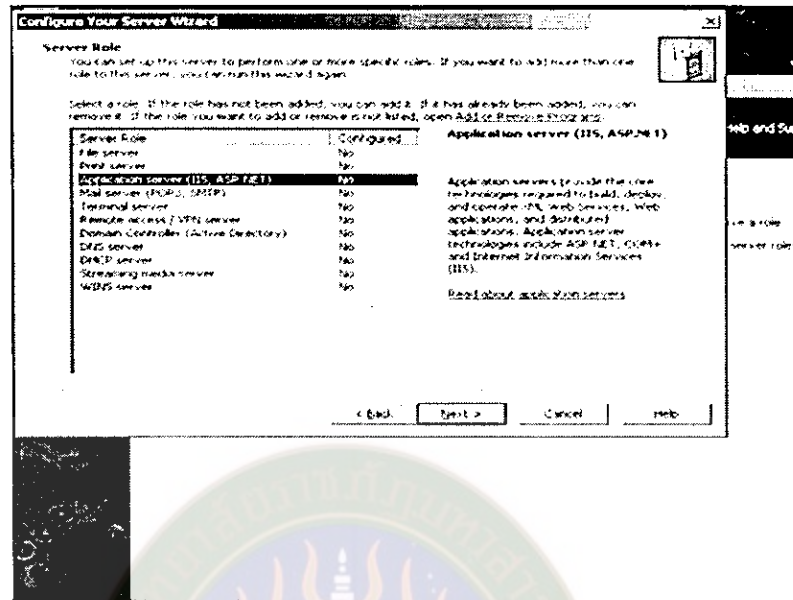 Configure Your Server Wizard
Server Role
You can set up this server to perform one or more specific roles. If you want to add more than one
role to this server, you can run this wizard again.
Select a role. If the role has not been added, you can add it. If it has already been added, you can
remove it. If the role you want to add or remove is not listed, open Add or Remove Programs.
Server Role Configured
File server No
Print server No
Application server (IIS, ASP.NET) No
Mail server (POP3, SMTP) No
Terminal server No
Remote access / VPN server No
Domain Controller (Active Directory) No
DNS server No
DHCP server No
Streaming media server No
WINS server No
Application server (IIS, ASP.NET)
Application servers provide the core
technologies required to build, deploy
and operate XML Web Services, Web
applications, and distributed
applications. Application server
technologies include ASP.NET, COM+
and Internet Information Services
(IIS).
Read about application servers
< Back Next > Cancel Help
Help and Su
ve a role
server role